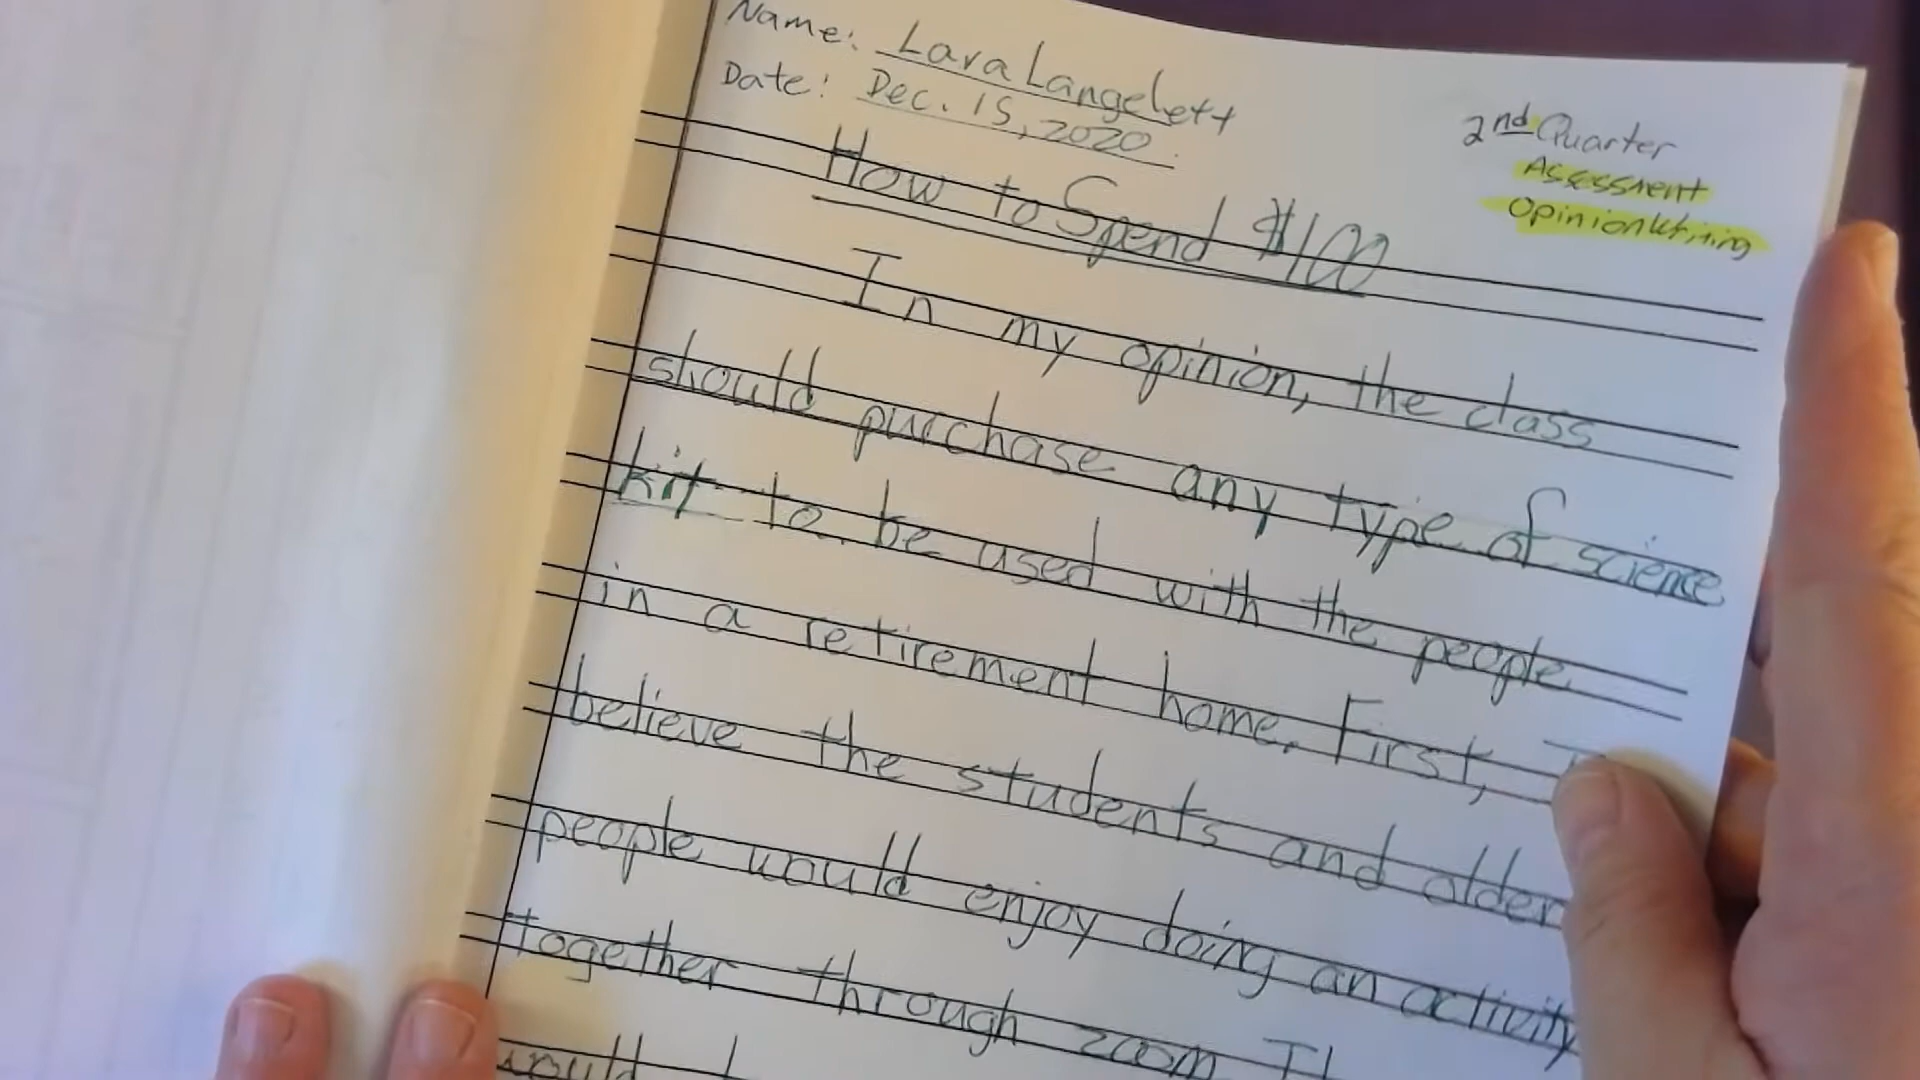 Name: Lara Langelett
Date: Dec. 15, 2020
2nd Quarter
Assessment
Opinion Writing
How to Spend $100
In my opinion, the class
should purchase any type of science
kit to be used with the people
in a retirement home. First, I
believe the students and older
people would enjoy doing an activity
together through zoom
would